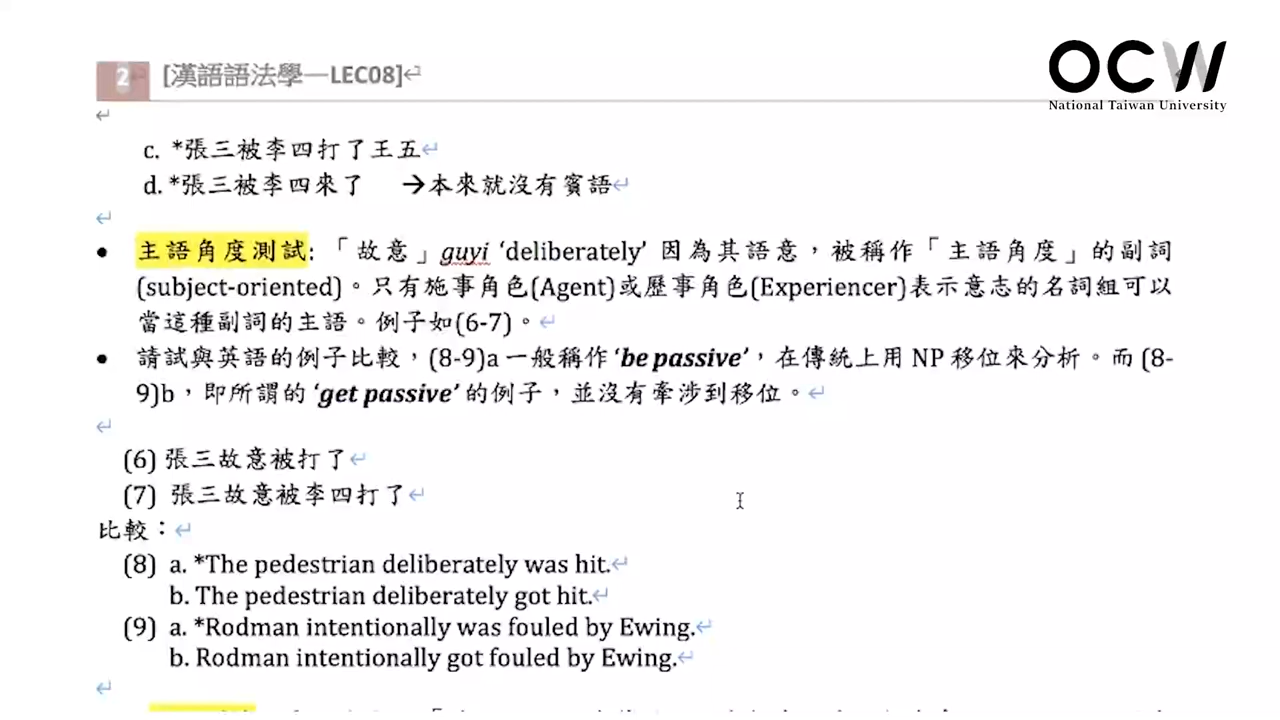 OCW
National Taiwan University
2 [漢語語法學—LEC08]
c. *張三被李四打了王五
d. *張三被李四來了 →本來就沒有賓語
• 主語角度測試: 「故意」guyi ‘deliberately’ 因為其語意，被稱作「主語角度」的副詞
(subject-oriented)。只有施事角色(Agent)或歷事角色(Experiencer)表示意志的名詞組可以
當這種副詞的主語。例子如(6-7)。
• 請試與英語的例子比較，(8-9)a 一般稱作 ‘be passive’，在傳統上用 NP 移位來分析。而 (8-
9)b，即所謂的 ‘get passive’ 的例子，並沒有牽涉到移位。
(6) 張三故意被打了
(7) 張三故意被李四打了
比較：
(8) a. *The pedestrian deliberately was hit.
b. The pedestrian deliberately got hit.
(9) a. *Rodman intentionally was fouled by Ewing.
b. Rodman intentionally got fouled by Ewing.